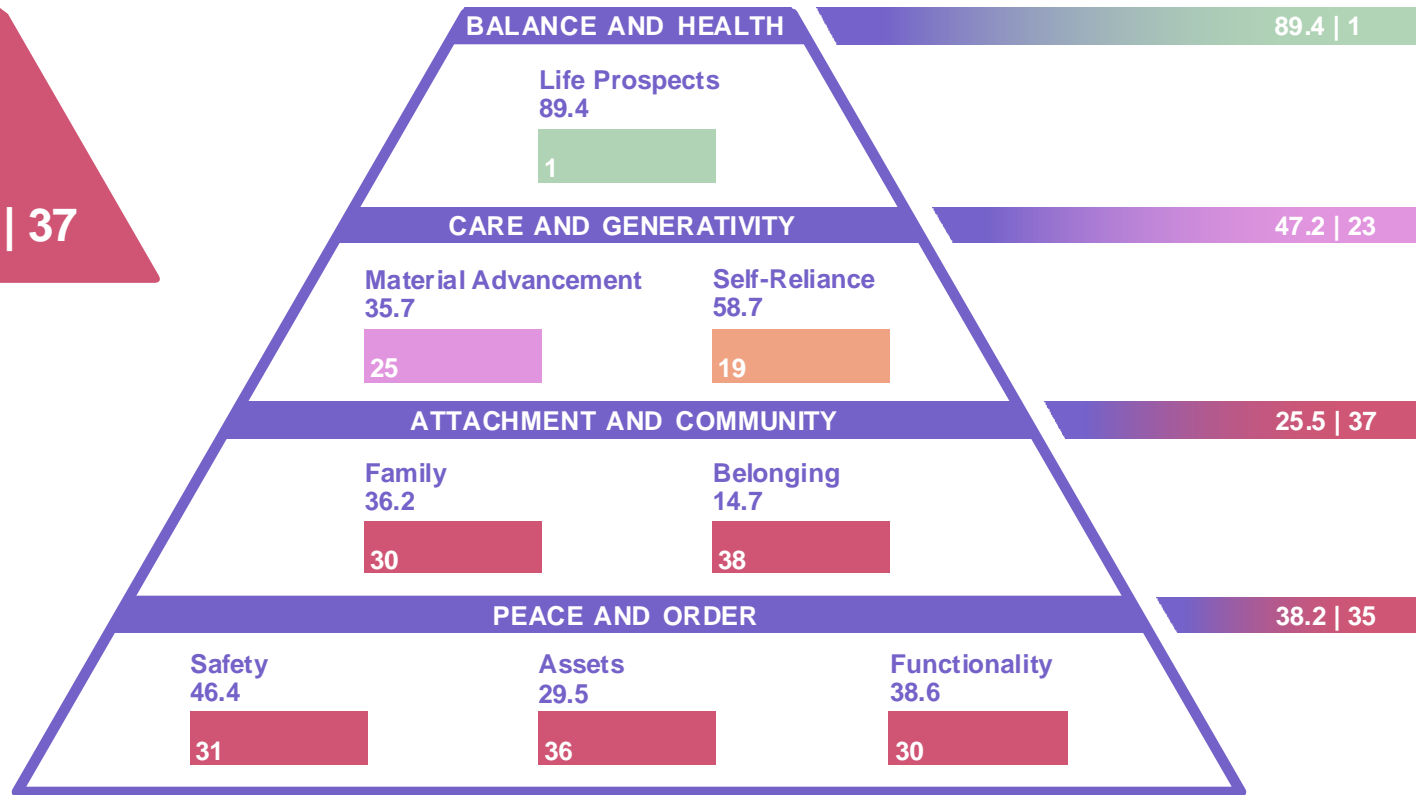 BALANCE AND HEALTH
89.4 | 1
Life Prospects
89.4
1
| 37
CARE AND GENERATIVITY
47.2 | 23
Material Advancement
35.7
25
Self-Reliance
58.7
19
ATTACHMENT AND COMMUNITY
25.5 | 37
Family
36.2
30
Belonging
14.7
38
PEACE AND ORDER
38.2 | 35
Safety
46.4
31
Assets
29.5
36
Functionality
38.6
30